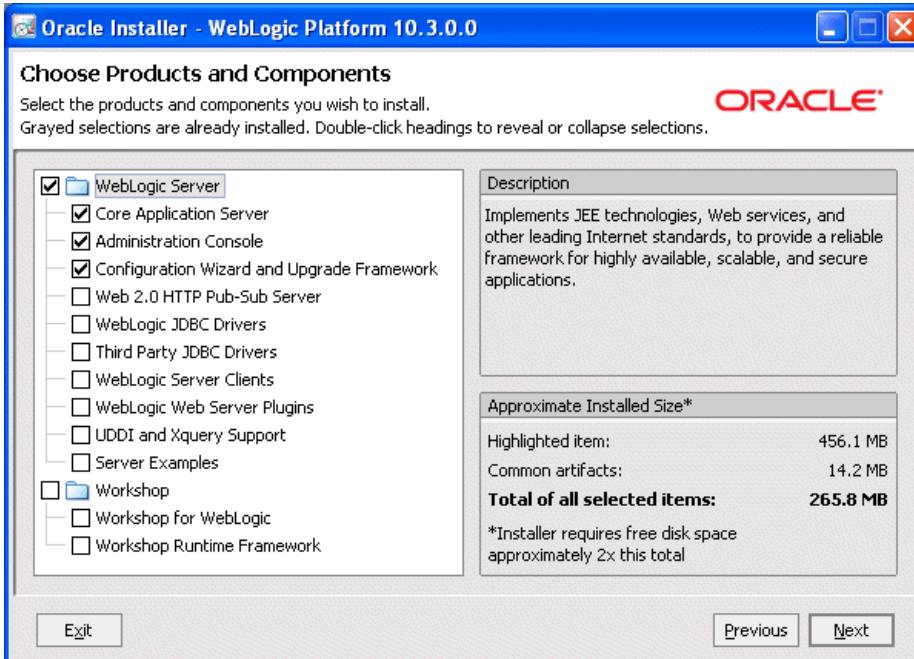 Oracle Installer - WebLogic Platform 10.3.0.0
Choose Products and Components
Select the products and components you wish to install.
Grayed selections are already installed. Double-click headings to reveal or collapse selections.
ORACLE
WebLogic Server
Core Application Server
Administration Console
Configuration Wizard and Upgrade Framework
Web 2.0 HTTP Pub-Sub Server
WebLogic JDBC Drivers
Third Party JDBC Drivers
WebLogic Server Clients
WebLogic Web Server Plugins
UDDI and Xquery Support
Server Examples
Workshop
Workshop for WebLogic
Workshop Runtime Framework
Description
Implements JEE technologies, Web services, and
other leading Internet standards, to provide a reliable
framework for highly available, scalable, and secure
applications.
Approximate Installed Size*
Highlighted item: 456.1 MB
Common artifacts: 14.2 MB
Total of all selected items: 265.8 MB
*Installer requires free disk space
approximately 2x this total
Exit
Previous
Next